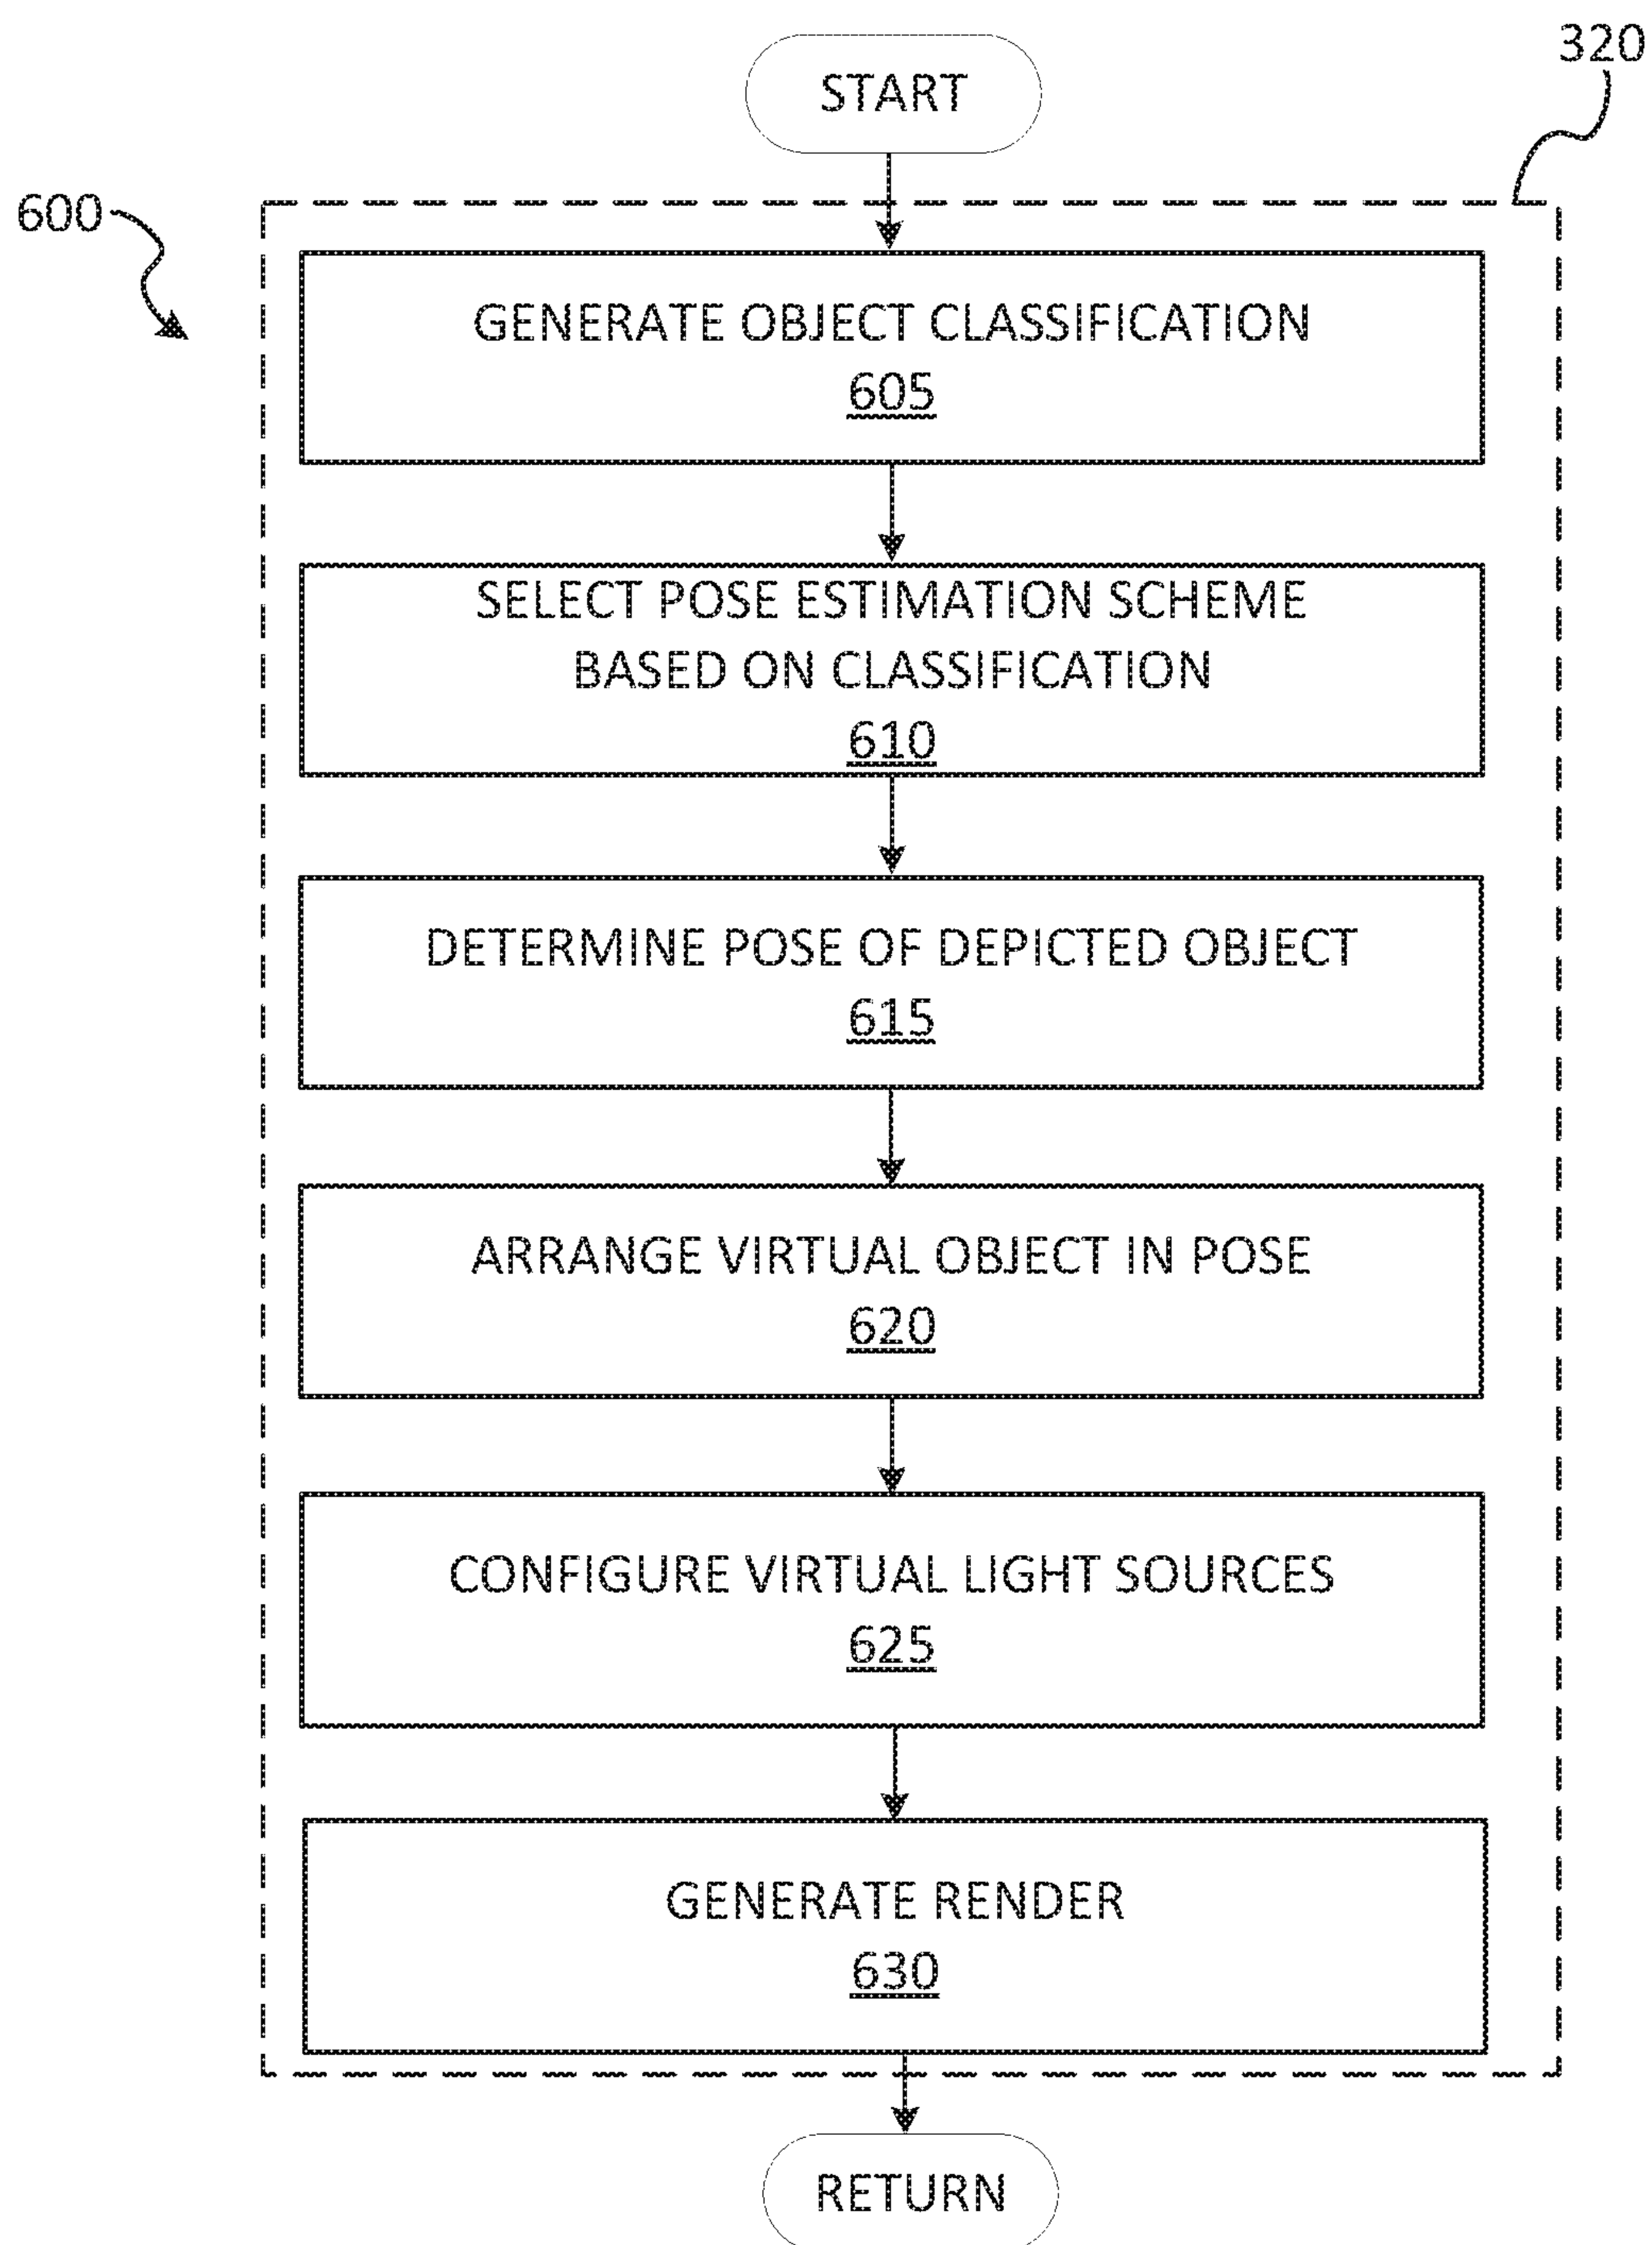 320
START
600
GENERATE OBJECT CLASSIFICATION
605
SELECT POSE ESTIMATION SCHEME
BASED ON CLASSIFICATION
610
DETERMINE POSE OF DEPICTED OBJECT
615
ARRANGE VIRTUAL OBJECT IN POSE
620
CONFIGURE VIRTUAL LIGHT SOURCES
625
GENERATE RENDER
630
RETURN